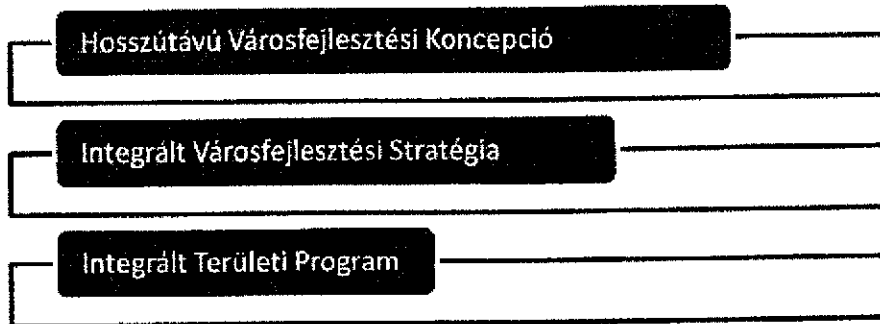 Hosszútávú Városfejlesztési Koncepció
Integrált Városfejlesztési Stratégia
Integrált Területi Program